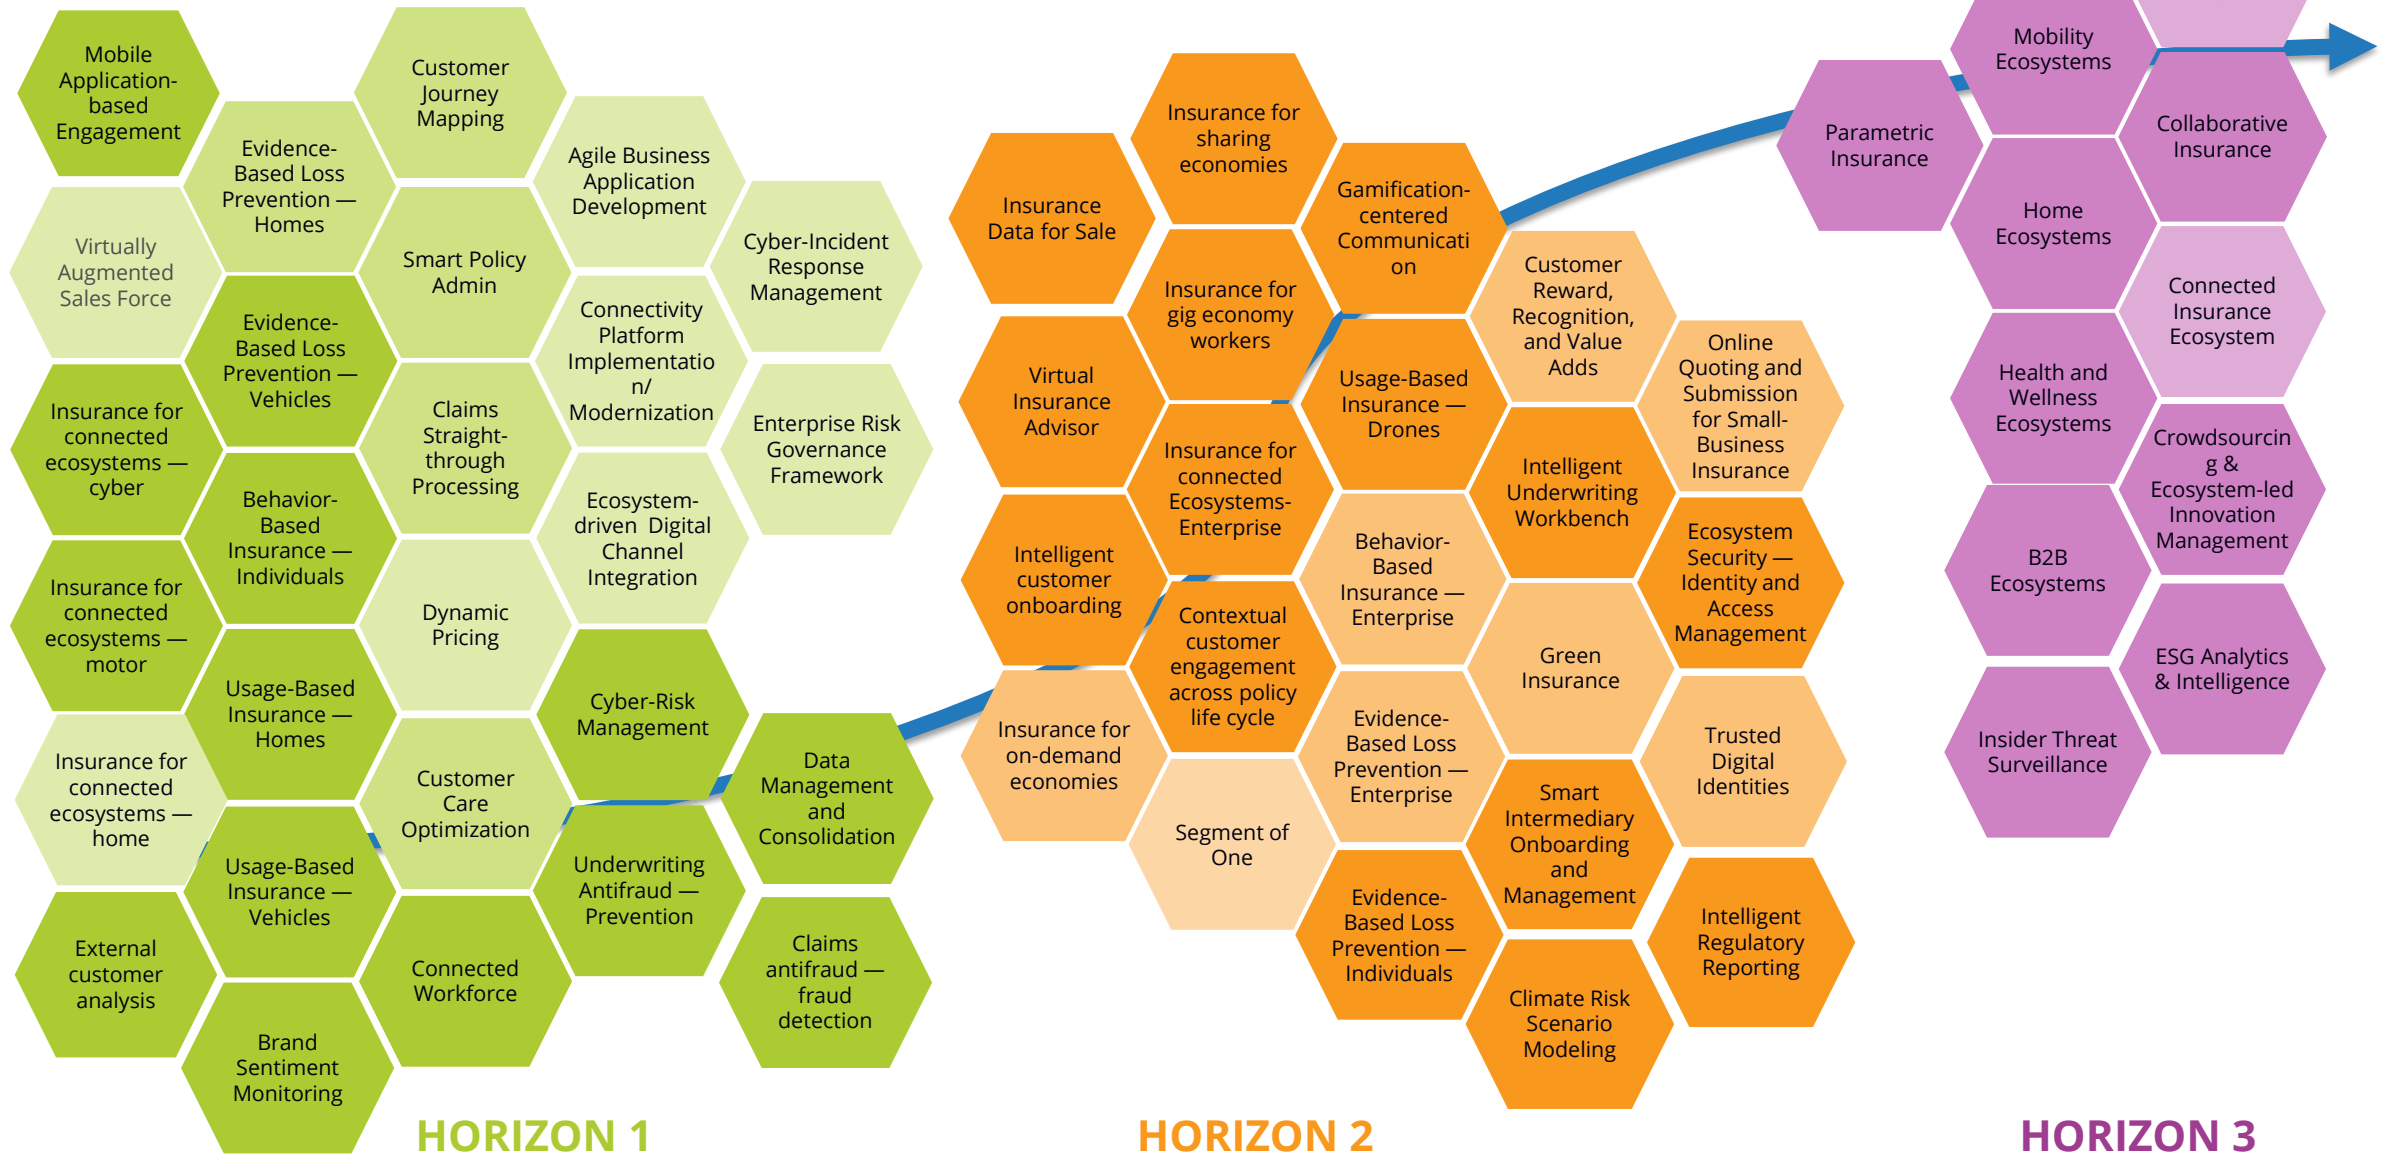 Mobile
Application-
based
Engagement
Virtually
Augmented
Sales Force
Insurance for
connected
ecosystems —
cyber
Insurance for
connected
ecosystems —
motor
Insurance for
connected
ecosystems —
home
External
customer
analysis
Evidence-
Based Loss
Prevention —
Homes
Evidence-
Based Loss
Prevention —
Vehicles
Behavior-
Based
Insurance —
Individuals
Usage-Based
Insurance —
Homes
Usage-Based
Insurance —
Vehicles
Brand
Sentiment
Monitoring
Customer
Journey
Mapping
Smart Policy
Admin
Claims
Straight-
through
Processing
Dynamic
Pricing
Customer
Care
Optimization
Connected
Workforce
Agile Business
Application
Development
Connectivity
Platform
Implementatio
n/
Modernization
Ecosystem-
driven Digital
Channel
Integration
Cyber-Risk
Management
Underwriting
Antifraud —
Prevention
Cyber-Incident
Response
Management
Enterprise Risk
Governance
Framework
Data
Management
and
Consolidation
Claims
antifraud —
fraud
detection
HORIZON 1
Insurance
Data for Sale
Virtual
Insurance
Advisor
Intelligent
customer
onboarding
Insurance for
on-demand
economies
Insurance for
sharing
economies
Insurance for
gig economy
workers
Insurance for
connected
Ecosystems-
Enterprise
Contextual
customer
engagement
across policy
life cycle
Segment of
One
Gamification-
centered
Communicati
on
Usage-Based
Insurance —
Drones
Behavior-
Based
Insurance —
Enterprise
Evidence-
Based Loss
Prevention —
Enterprise
Evidence-
Based Loss
Prevention —
Individuals
Customer
Reward,
Recognition,
and Value
Adds
Intelligent
Underwriting
Workbench
Green
Insurance
Smart
Intermediary
Onboarding
and
Management
Climate Risk
Scenario
Modeling
Online
Quoting and
Submission
for Small-
Business
Insurance
Ecosystem
Security —
Identity and
Access
Management
Trusted
Digital
Identities
Intelligent
Regulatory
Reporting
HORIZON 2
Parametric
Insurance
Mobility
Ecosystems
Home
Ecosystems
Health and
Wellness
Ecosystems
B2B
Ecosystems
Insider Threat
Surveillance
Collaborative
Insurance
Connected
Insurance
Ecosystem
Crowdsourcin
g &
Ecosystem-led
Innovation
Management
ESG Analytics
& Intelligence
HORIZON 3